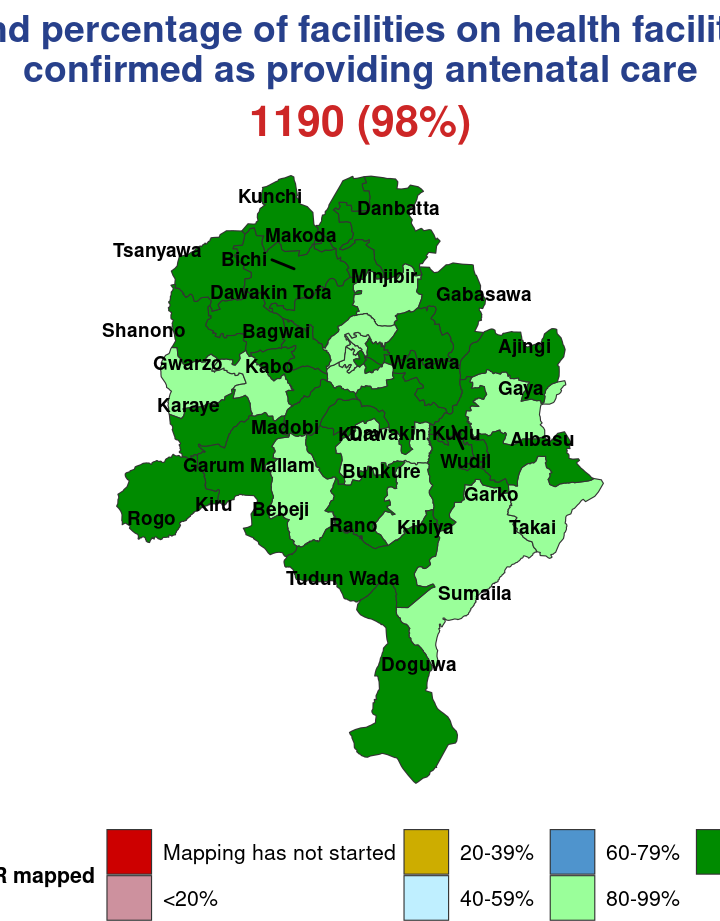 nd percentage of facilities on health facilit
confirmed as providing antenatal care
1190 (98%)
Kunchi
Danbatta
Makoda
Tsanyawa
Bichi
Minjibir
Dawakin Tofa
Gabasawa
Shanono
Bagwai
Ajingi
Gwarzo
Kabo
Warawa
Gaya
Karaye
Madobi
Kura
Dawakin Kudu
Albasu
Garum Mallam
Bunkure
Wudil
Garko
Kiru
Bebeji
Rogo
Rano
Kibiya
Takai
Tudun Wada
Sumaila
Doguwa
R mapped
Mapping has not started
20-39%
60-79%
<20%
40-59%
80-99%